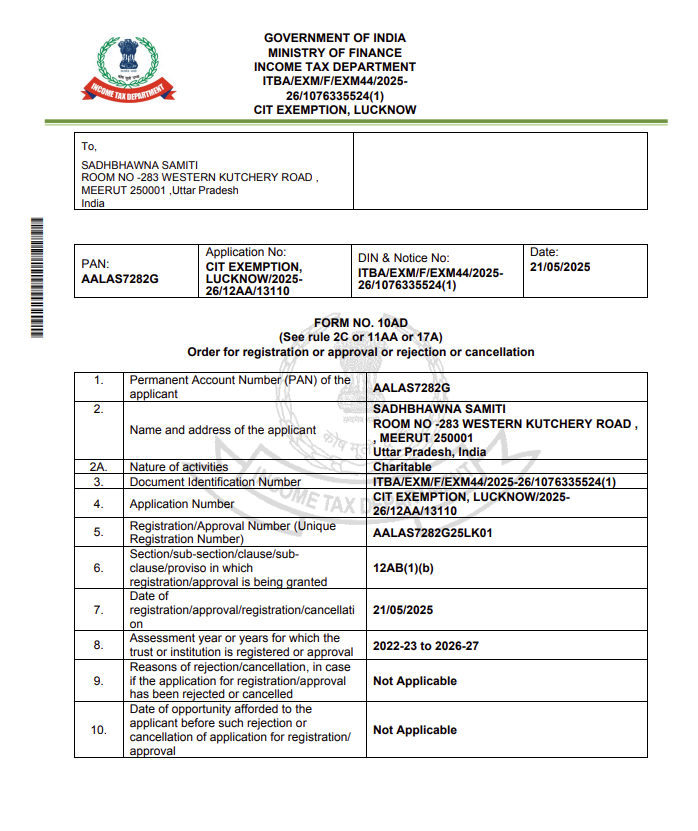 GOVERNMENT OF INDIA
MINISTRY OF FINANCE
INCOME TAX DEPARTMENT
ITBA/EXM/F/EXM44/2025-
26/1076335524(1)
CIT EXEMPTION, LUCKNOW
INCOME TAX DEPARTMENT
To,
SADHBHAWNA SAMITI
ROOM NO -283 WESTERN KUTCHERY ROAD ,
MEERUT 250001 ,Uttar Pradesh
India
PAN:
AALAS7282G
Application No:
CIT EXEMPTION,
LUCKNOW/2025-
26/12AA/13110
DIN & Notice No:
ITBA/EXM/F/EXM44/2025-
26/1076335524(1)
Date:
21/05/2025
FORM NO. 10AD
(See rule 2C or 11AA or 17A)
Order for registration or approval or rejection or cancellation
1.
Permanent Account Number (PAN) of the
applicant
AALAS7282G
2.
Name and address of the applicant
SADHBHAWNA SAMITI
ROOM NO -283 WESTERN KUTCHERY ROAD ,
, MEERUT 250001
Uttar Pradesh, India
2A.
Nature of activities
Charitable
3.
Document Identification Number
ITBA/EXM/F/EXM44/2025-26/1076335524(1)
4.
Application Number
CIT EXEMPTION, LUCKNOW/2025-
26/12AA/13110
5.
Registration/Approval Number (Unique
Registration Number)
AALAS7282G25LK01
6.
Section/sub-section/clause/sub-
clause/proviso in which
registration/approval is being granted
12AB(1)(b)
7.
Date of
registration/approval/registration/cancellati
on
21/05/2025
8.
Assessment year or years for which the
trust or institution is registered or approval
2022-23 to 2026-27
9.
Reasons of rejection/cancellation, in case
if the application for registration/approval
has been rejected or cancelled
Not Applicable
10.
Date of opportunity afforded to the
applicant before such rejection or
cancellation of application for registration/
approval
Not Applicable
INCOME TAX DEPARTMENT